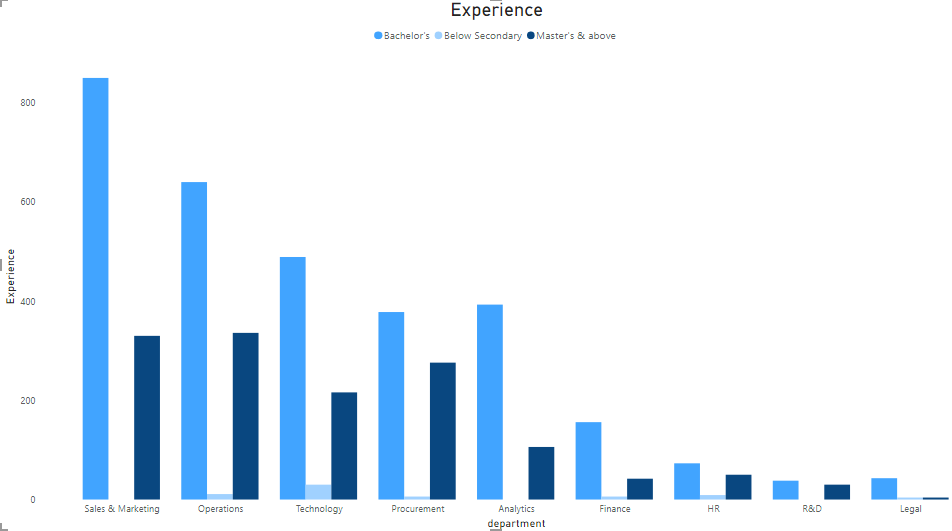 Experience
Bachelor's Below Secondary Master's & above
800
600
400
200
0
Experience
Sales & Marketing Operations Technology Procurement Analytics Finance HR R&D Legal
department